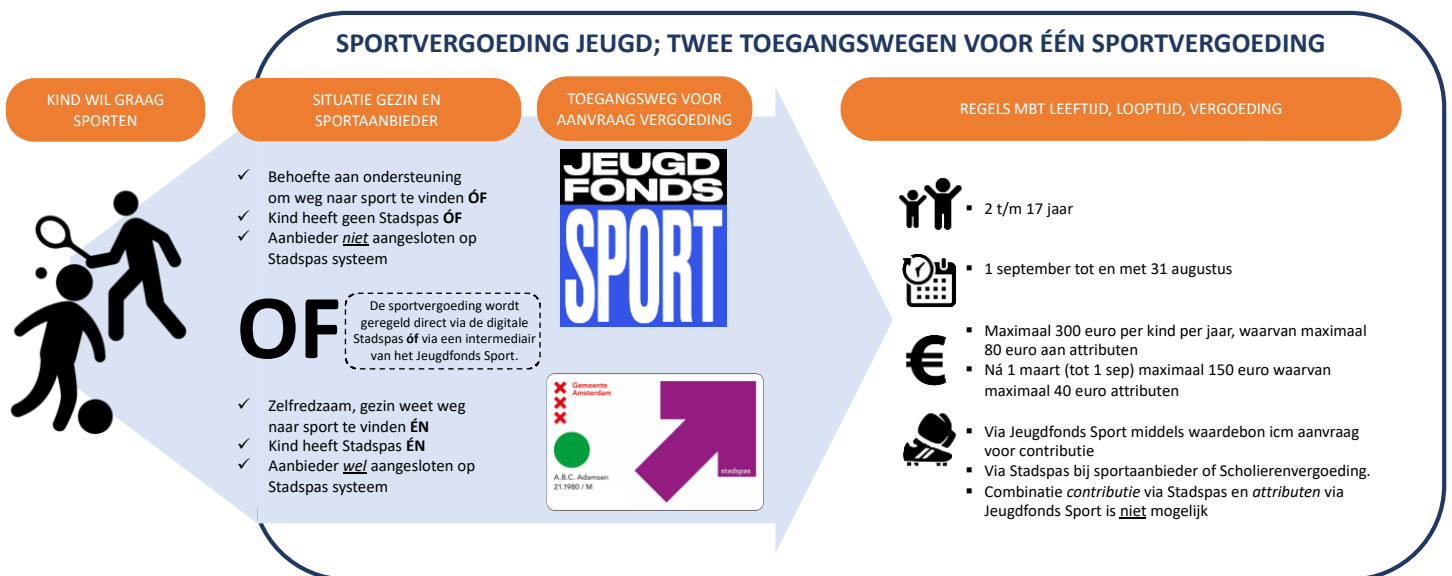 SPORTVERGOEDING JEUGD; TWEE TOEGANGSWEGEN VOOR ÉÉN SPORTVERGOEDING
KIND WIL GRAAG
SPORTEN
SITUATIE GEZIN EN
SPORTAANBIEDER
TOEGANGSWEG VOOR
AANVRAAG VERGOEDING
REGELS MBT LEEFTIJD, LOOPTIJD, VERGOEDING
✓ Behoefte aan ondersteuning
om weg naar sport te vinden ÓF
✓ Kind heeft geen Stadspas ÓF
✓ Aanbieder niet aangesloten op
Stadspas systeem
OF
De sportvergoeding wordt
geregeld direct via de digitale
Stadspas óf via een intermediair
van het Jeugdfonds Sport.
✓ Zelfredzaam, gezin weet weg
naar sport te vinden ÉN
✓ Kind heeft Stadspas ÉN
✓ Aanbieder wel aangesloten op
Stadspas systeem
JEUGD
FONDS
SPORT
Gemeente
Amsterdam
A.B.C. Adamsen
21.1980 / M
stadspas
▪ 2 t/m 17 jaar
▪ 1 september tot en met 31 augustus
€
▪ Maximaal 300 euro per kind per jaar, waarvan maximaal
80 euro aan attributen
▪ Ná 1 maart (tot 1 sep) maximaal 150 euro waarvan
maximaal 40 euro attributen
▪ Via Jeugdfonds Sport middels waardebon icm aanvraag
voor contributie
▪ Via Stadspas bij sportaanbieder of Scholierenvergoeding.
▪ Combinatie contributie via Stadspas en attributen via
Jeugdfonds Sport is niet mogelijk